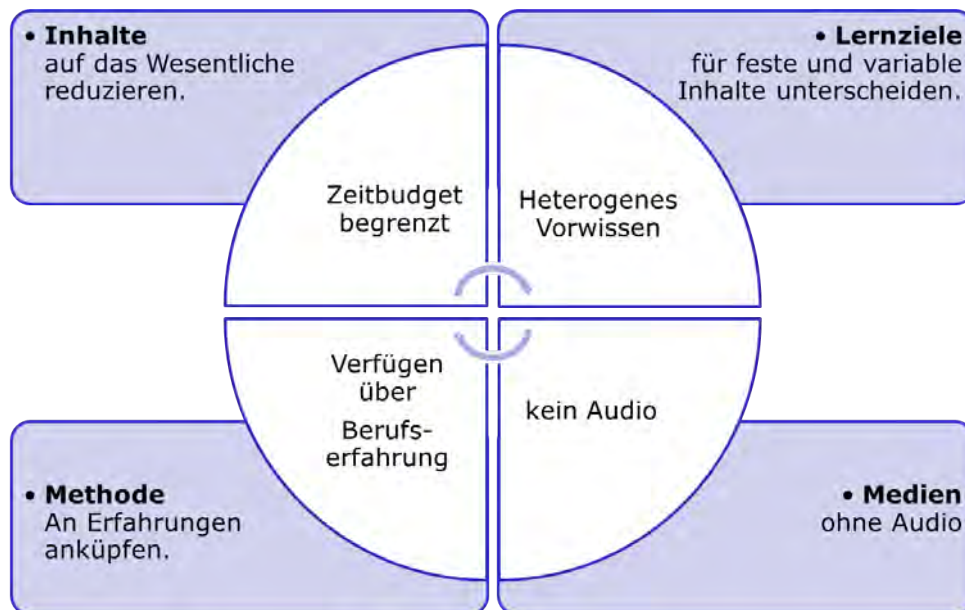 • Inhalte
auf das Wesentliche
reduzieren.
• Lernziele
für feste und variable
Inhalte unterscheiden.
Zeitbudget
begrenzt
Heterogenes
Vorwissen
Verfügen
über
Berufs-
erfahrung
kein Audio
• Methode
An Erfahrungen
anküpfen.
• Medien
ohne Audio